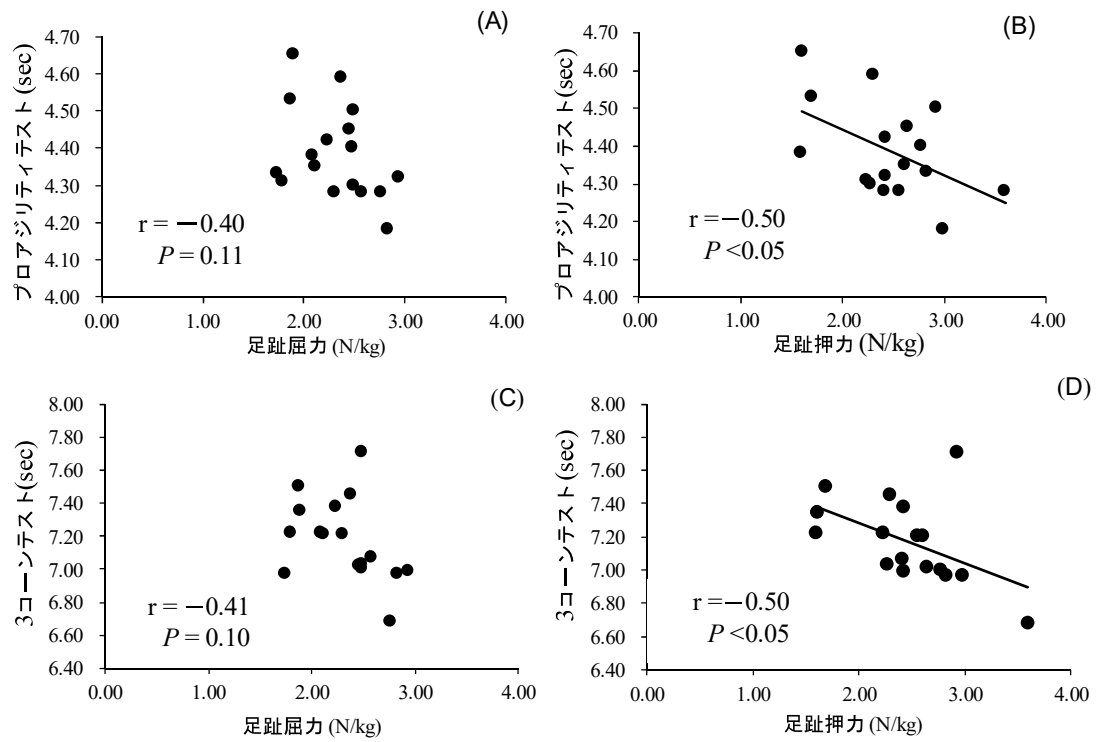 (A)
プロアジリティテスト(sec)
4.70
4.60
4.50
4.40
4.30
4.20
4.10
4.00
r = −0.40
P = 0.11
0.00 1.00 2.00 3.00 4.00
足趾屈力 (N/kg)
(B)
プロアジリティテスト(sec)
4.70
4.60
4.50
4.40
4.30
4.20
4.10
4.00
r =−0.50
P <0.05
0.00 1.00 2.00 3.00 4.00
足趾押力 (N/kg)
(C)
3コーンテスト(sec)
8.00
7.80
7.60
7.40
7.20
7.00
6.80
6.60
6.40
r = −0.41
P = 0.10
0.00 1.00 2.00 3.00 4.00
足趾屈力 (N/kg)
(D)
3コーンテスト(sec)
8.00
7.80
7.60
7.40
7.20
7.00
6.80
6.60
6.40
r =−0.50
P <0.05
0.00 1.00 2.00 3.00 4.00
足趾押力 (N/kg)